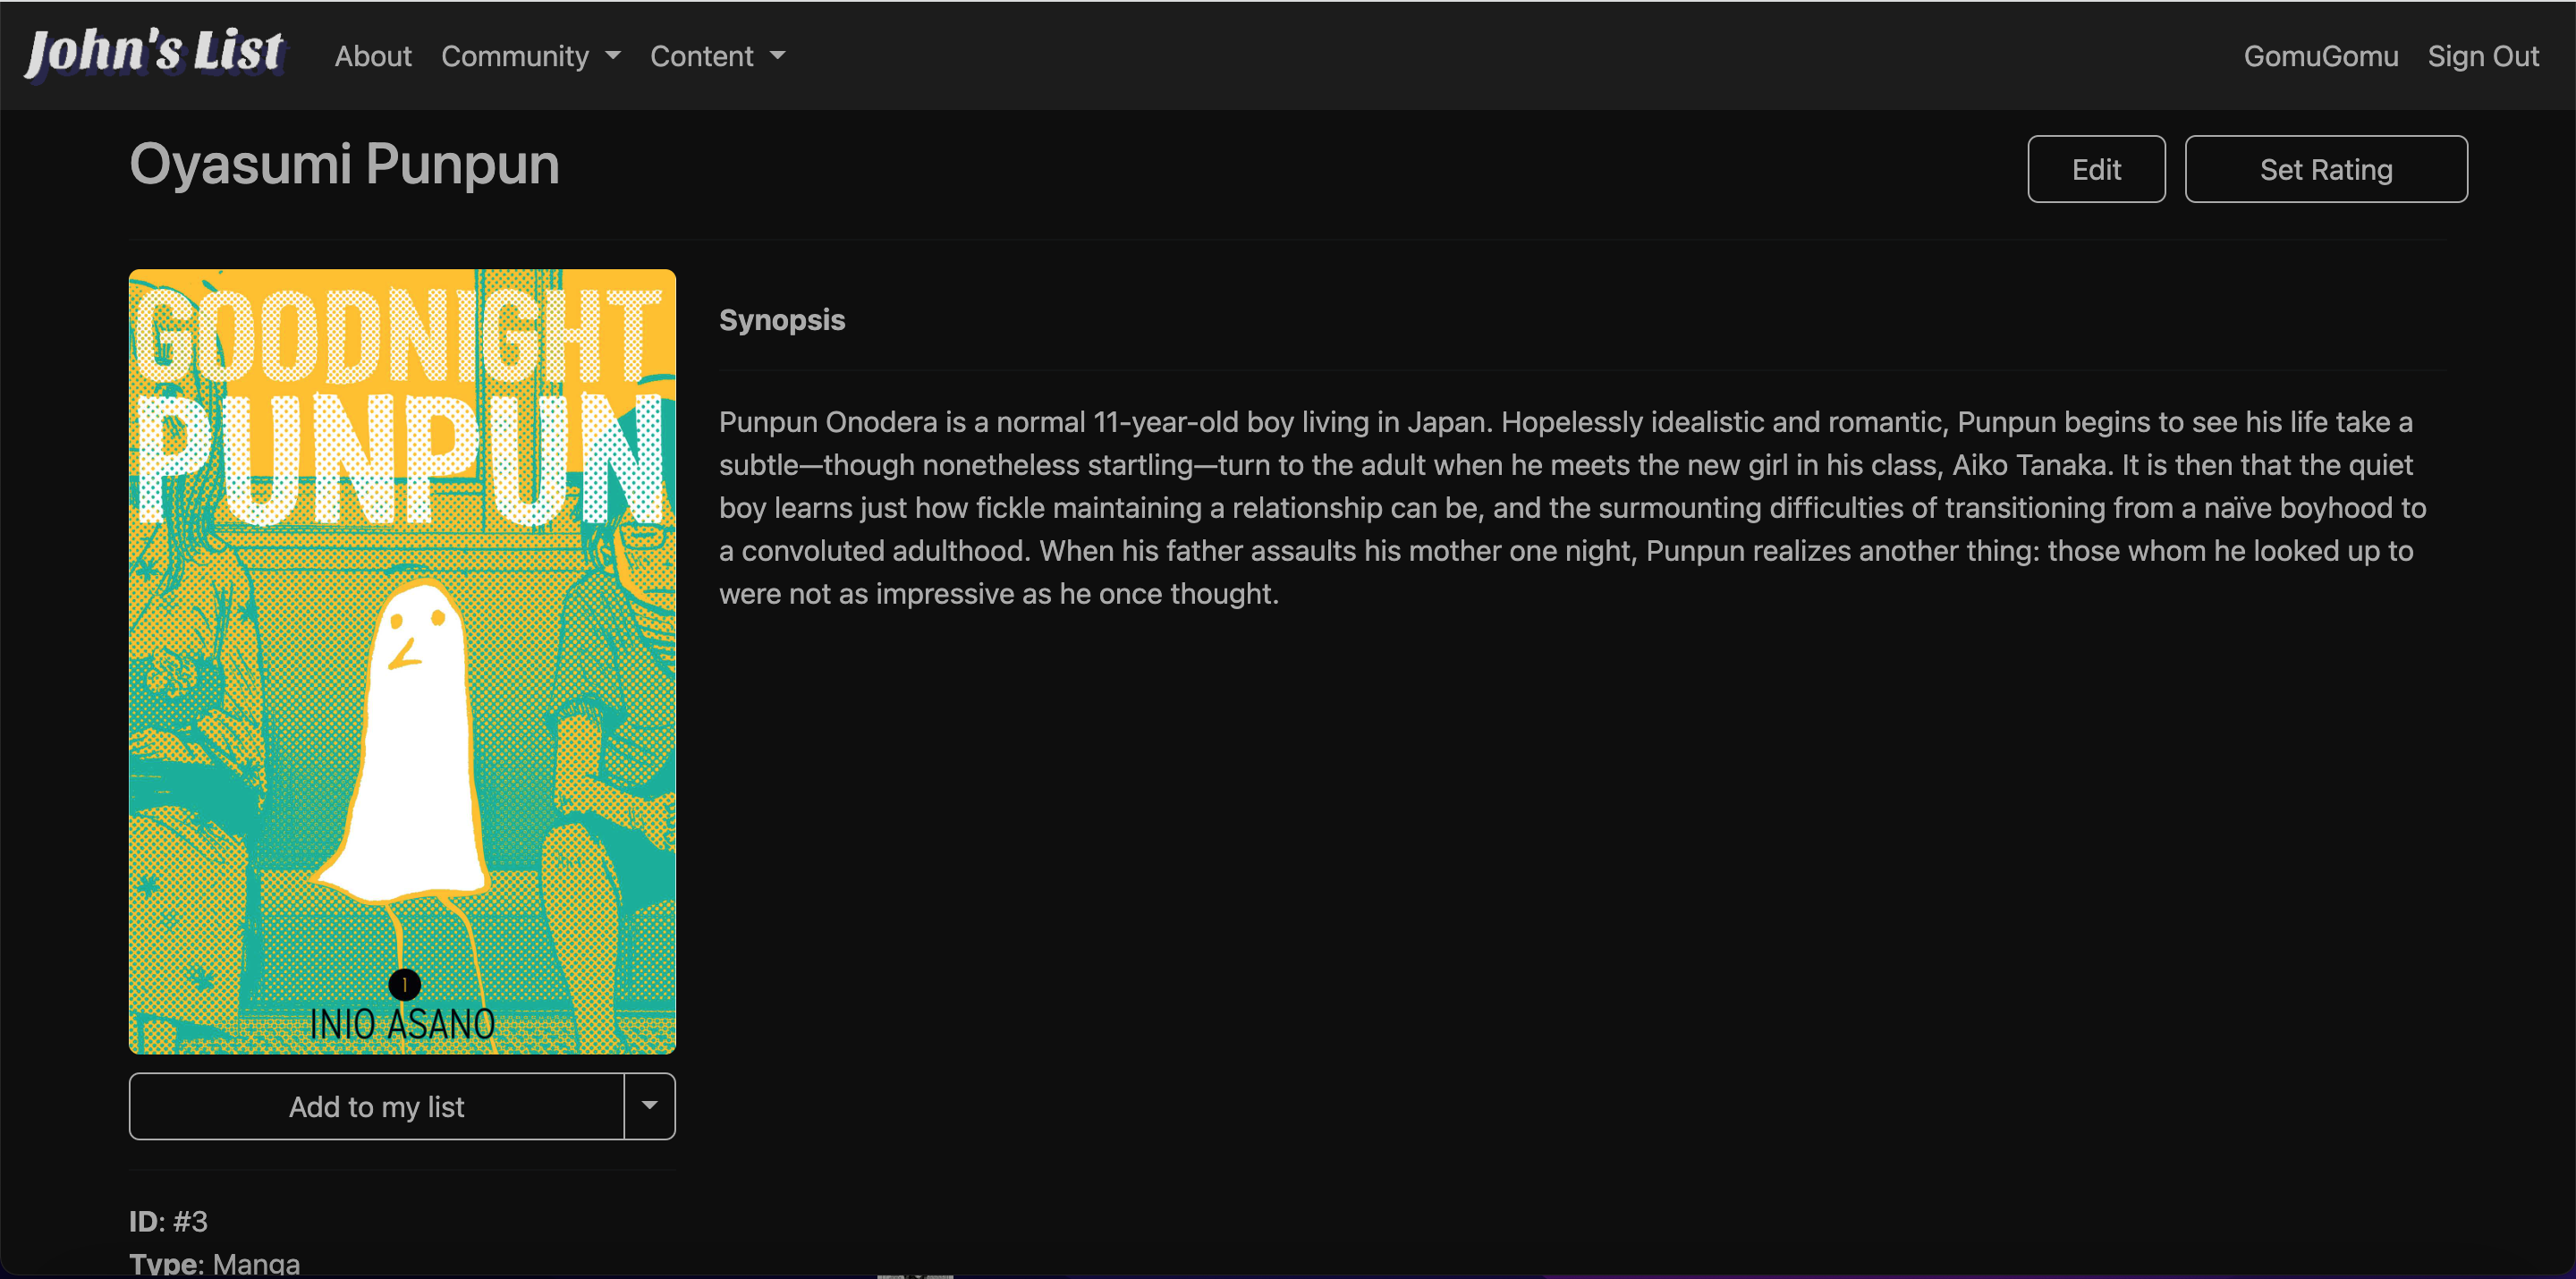 John's List
About
Community
Content
GomuGomu
Sign Out
Oyasumi Punpun
Edit
Set Rating
GOODNIGHT
PUNPUN
1
INIO ASANO
Synopsis
Punpun Onodera is a normal 11-year-old boy living in Japan. Hopelessly idealistic and romantic, Punpun begins to see his life take a
subtle—though nonetheless startling—turn to the adult when he meets the new girl in his class, Aiko Tanaka. It is then that the quiet
boy learns just how fickle maintaining a relationship can be, and the surmounting difficulties of transitioning from a naïve boyhood to
a convoluted adulthood. When his father assaults his mother one night, Punpun realizes another thing: those whom he looked up to
were not as impressive as he once thought.
Add to my list
ID: #3
Type: Manga